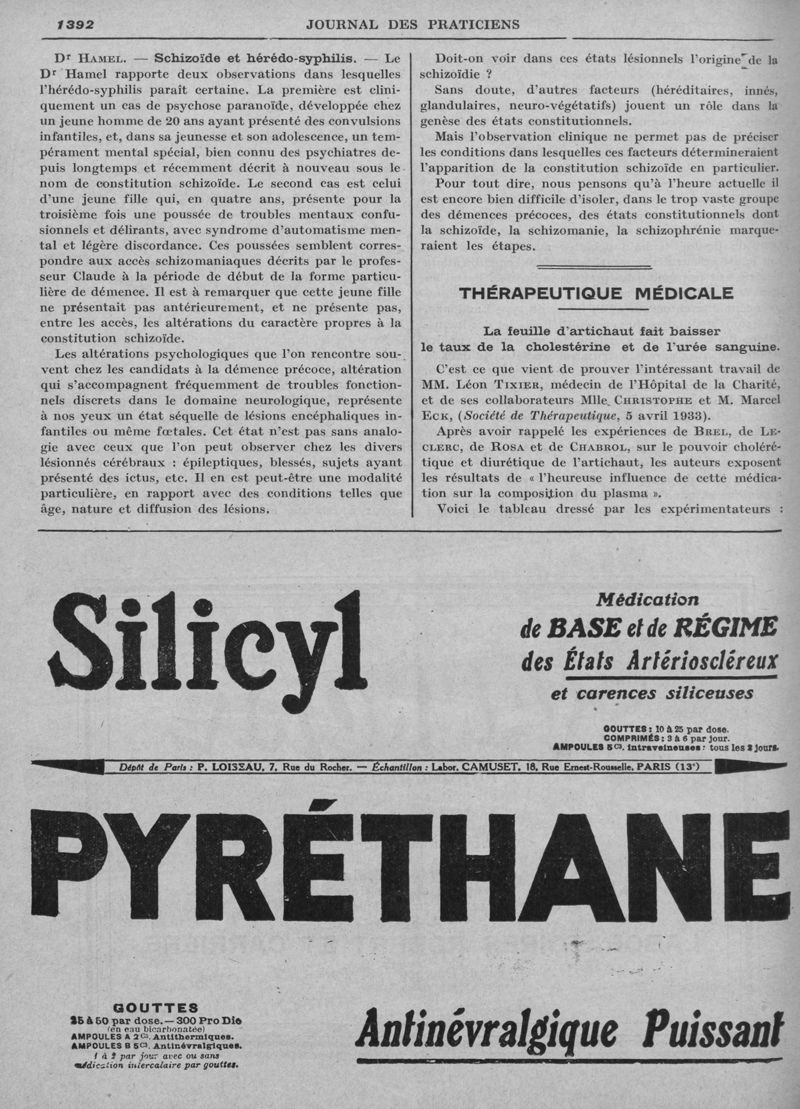 1392
JOURNAL DES PRATICIENS
Dr HAMEL. — Schizoïde et hérédo-syphilis. — Le
Dr Hamel rapporte deux observations dans lesquelles
l'hérédo-syphilis paraît certaine. La première est clini-
quement un cas de psychose paranoïde, développée chez
un jeune homme de 20 ans ayant présenté des convulsions
infantiles, et, dans sa jeunesse et son adolescence, un tem-
pérament mental spécial, bien connu des psychiatres de-
puis longtemps et récemment décrit à nouveau sous le
nom de constitution schizoïde. Le second cas est celui
d'une jeune fille qui, en quatre ans, présente pour la
troisième fois une poussée de troubles mentaux confu-
sionnels et délirants, avec syndrome d'automatisme men-
tal et légère discordance. Ces poussées semblent corres-
pondre aux accès schizomaniaques décrits par le profes-
seur Claude à la période de début de la forme particu-
lière de démence. Il est à remarquer que cette jeune fille
ne présentait pas antérieurement, et ne présente pas,
entre les accès, les altérations du caractère propres à la
constitution schizoïde.
Les altérations psychologiques que l'on rencontre sou-
vent chez les candidats à la démence précoce, altération
qui s'accompagnent fréquemment de troubles fonction-
nels discrets dans le domaine neurologique, représente
à nos yeux un état séquelle de lésions encéphaliques in-
fantiles ou même fœtales. Cet état n'est pas sans analo-
gie avec ceux que l'on peut observer chez les divers
lésionnés cérébraux : épileptiques, blessés, sujets ayant
présenté des ictus, etc. Il en est peut-être une modalité
particulière, en rapport avec des conditions telles que
âge, nature et diffusion des lésions.
Doit-on voir dans ces états lésionnels l'origine de la
schizoïdie ?
Sans doute, d'autres facteurs (héréditaires, innés,
glandulaires, neuro-végétatifs) jouent un rôle dans la
genèse des états constitutionnels.
Mais l'observation clinique ne permet pas de préciser
les conditions dans lesquelles ces facteurs détermineraient
l'apparition de la constitution schizoïde en particulier.
Pour tout dire, nous pensons qu'à l'heure actuelle il
est encore bien difficile d'isoler, dans le trop vaste groupe
des démences précoces, des états constitutionnels dont
la schizoïde, la schizomanie, la schizophrénie marque-
raient les étapes.
THÉRAPEUTIQUE MÉDICALE
La feuille d'artichaut fait baisser
le taux de la cholestérine et de l'urée sanguine.
C'est ce que vient de prouver l'intéressant travail de
MM. Léon TIXIER, médecin de l'Hôpital de la Charité,
et de ses collaborateurs Mlle CHRISTOPHE et M. Marcel
ECK, (Société de Thérapeutique, 5 avril 1933).
Après avoir rappelé les expériences de BREL, de LE-
CLERC, de ROSA et de CHABROL, sur le pouvoir choléré-
tique et diurétique de l'artichaut, les auteurs exposent
les résultats de « l'heureuse influence de cette médica-
tion sur la composition du plasma ».
Voici le tableau dressé par les expérimentateurs :
Silicyl
Médication
de BASE et de RÉGIME
des États Artérioscléreux
et carences siliceuses
GOUTTES : 10 à 25 par dose.
COMPRIMÉS : 3 à 6 par jour.
AMPOULES 5 cc. intraveineuses : tous les 2 jours.
Dépôt de Paris : P. LOISEAU, 7, Rue du Rocher. — Échantillon : Labor. CAMUSET, 18, Rue Ernest-Rousselle, PARIS (13e)
PYRÉTHANE
GOUTTES
25 à 50 par dose. — 300 Pro Die
(en eau bicarbonatée)
AMPOULES A 2 cc. Antithermiques.
AMPOULES B 5 cc. Antinévralgiques.
1 à 2 par jour avec ou sans
médication intercalaire par gouttes.
Antinévralgique Puissant